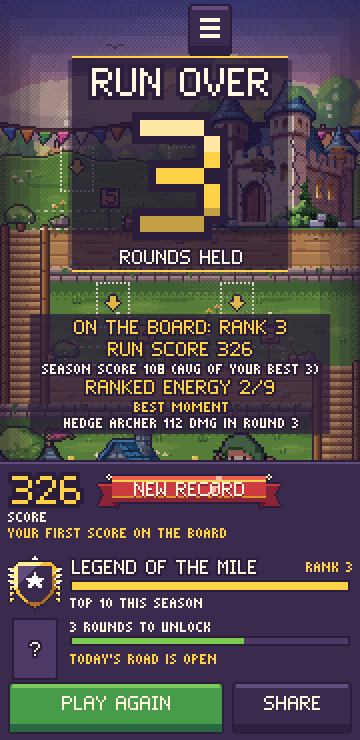 RUN OVER
5
3
ROUNDS HELD
ON THE BOARD: RANK 3
RUN SCORE 326
SEASON SCORE 108 (AVG OF YOUR BEST 3)
RANKED ENERGY 2/9
BEST MOMENT
HEDGE ARCHER 112 DMG IN ROUND 3
326
NEW RECORD
SCORE
YOUR FIRST SCORE ON THE BOARD
LEGEND OF THE MILE
RANK 3
TOP 10 THIS SEASON
3 ROUNDS TO UNLOCK
?
TODAY'S ROAD IS OPEN
PLAY AGAIN
SHARE